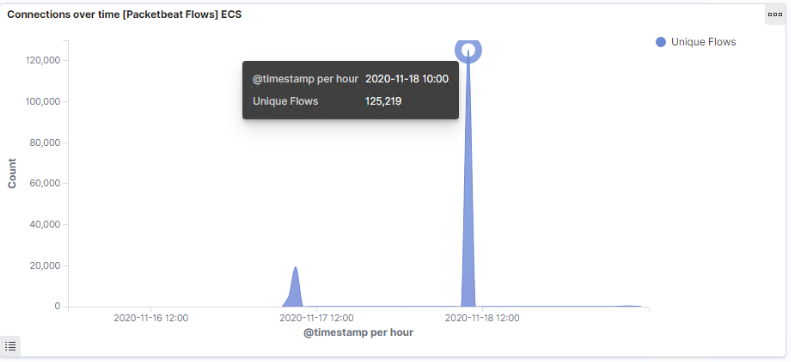 Connections over time [Packetbeat Flows] ECS
Unique Flows
@timestamp per hour 2020-11-18 10:00
Unique Flows 125,219
120,000
100,000
80,000
60,000
40,000
20,000
0
Count
2020-11-16 12:00 2020-11-17 12:00 2020-11-18 12:00
@timestamp per hour